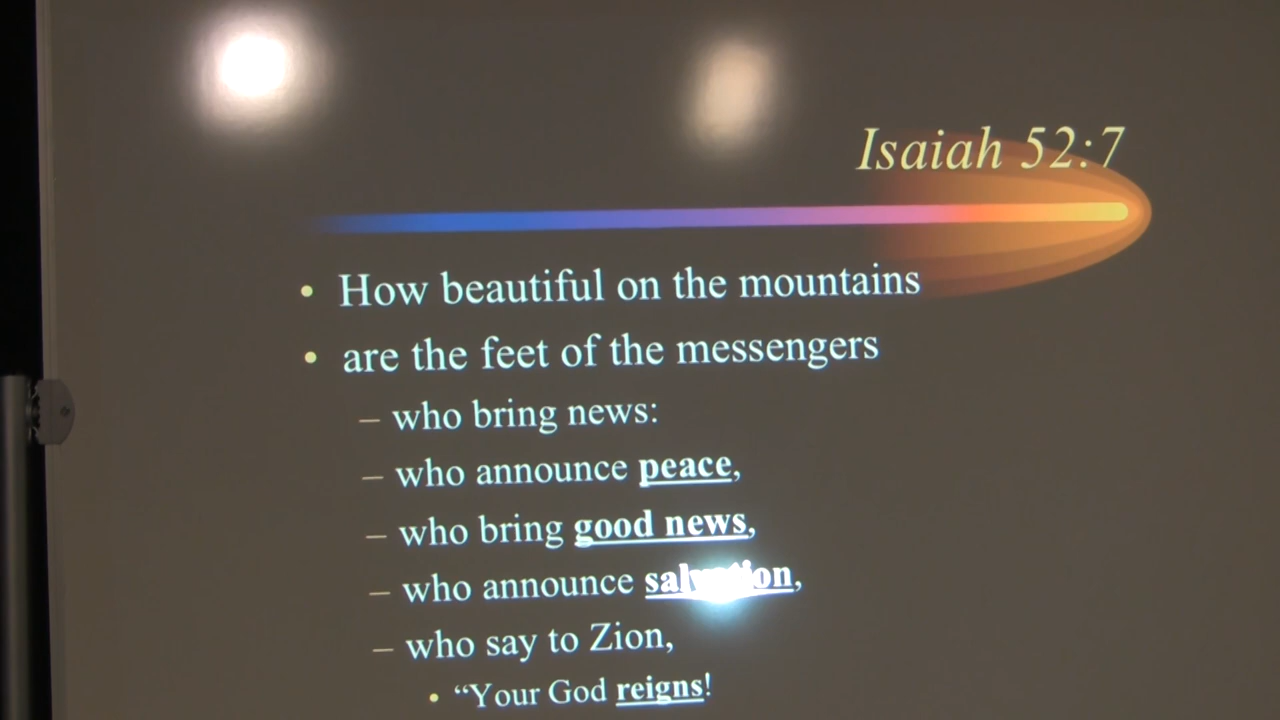 Isaiah 52:7
• How beautiful on the mountains
• are the feet of the messengers
– who bring news:
– who announce peace,
– who bring good news,
– who announce salvation,
– who say to Zion,
• “Your God reigns!